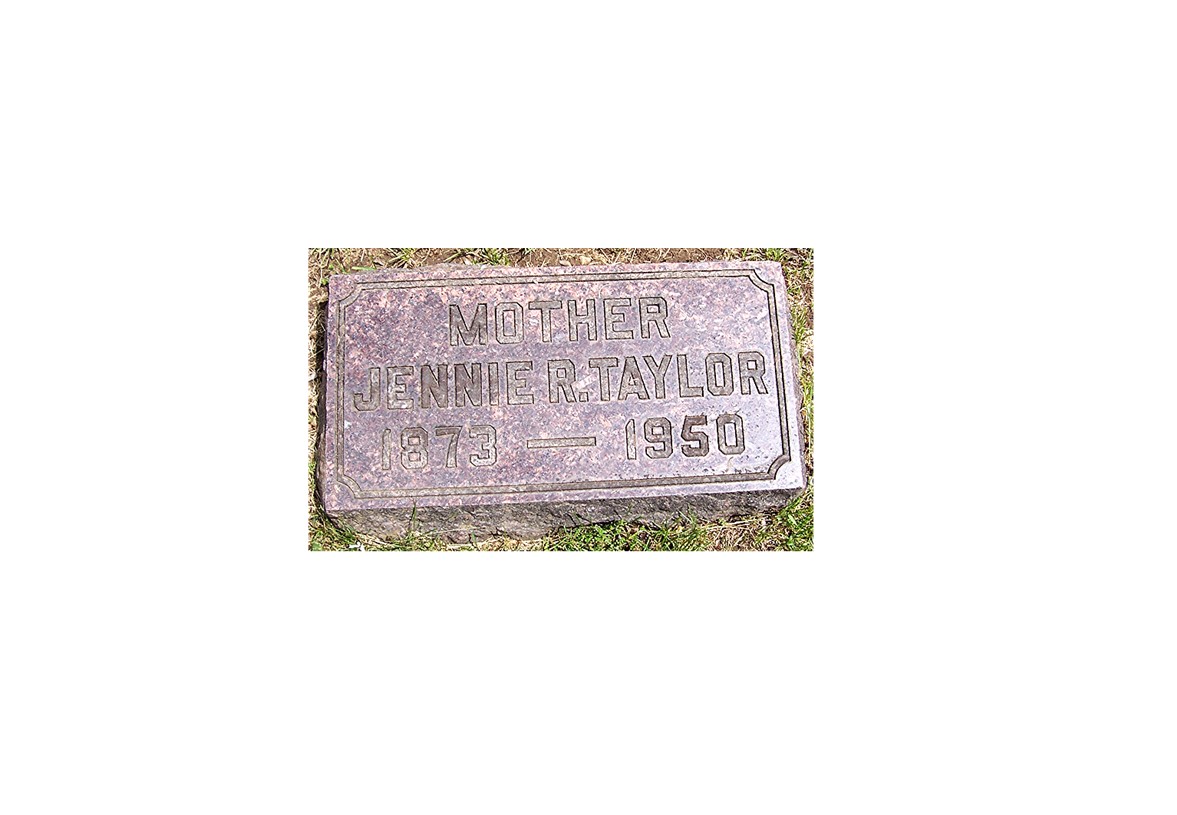 MOTHER
JENNIE R. TAYLOR
1873 — 1950